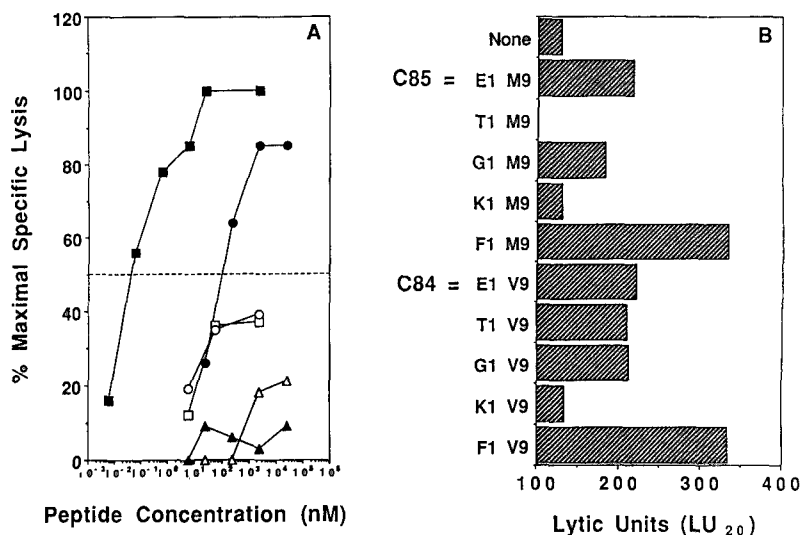 120
100
80
60
40
20
0
A
% Maximal Specific Lysis
10⁻² 10⁻¹ 10⁰ 10¹ 10² 10³ 10⁴ 10⁵ 10⁶
Peptide Concentration (nM)
B
None
C85 = E1 M9
T1 M9
G1 M9
K1 M9
F1 M9
C84 = E1 V9
T1 V9
G1 V9
K1 V9
F1 V9
100 200 300 400
Lytic Units (LU 20)